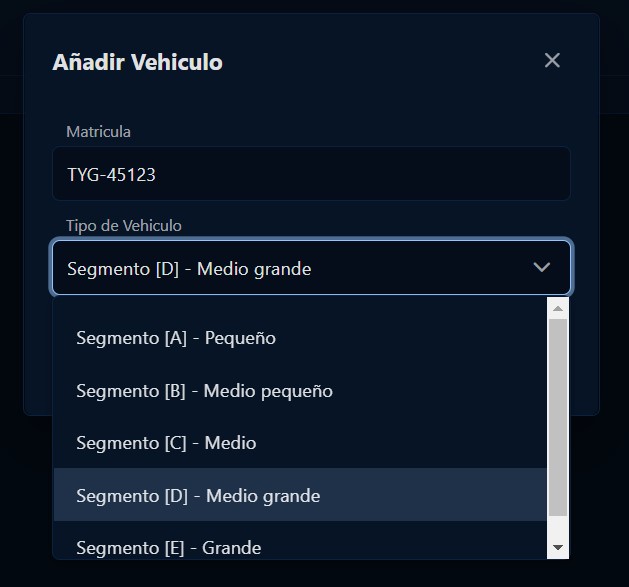 Añadir Vehiculo
Matricula
TYG-45123
Tipo de Vehiculo
Segmento [D] - Medio grande
Segmento [A] - Pequeño
Segmento [B] - Medio pequeño
Segmento [C] - Medio
Segmento [D] - Medio grande
Segmento [E] - Grande